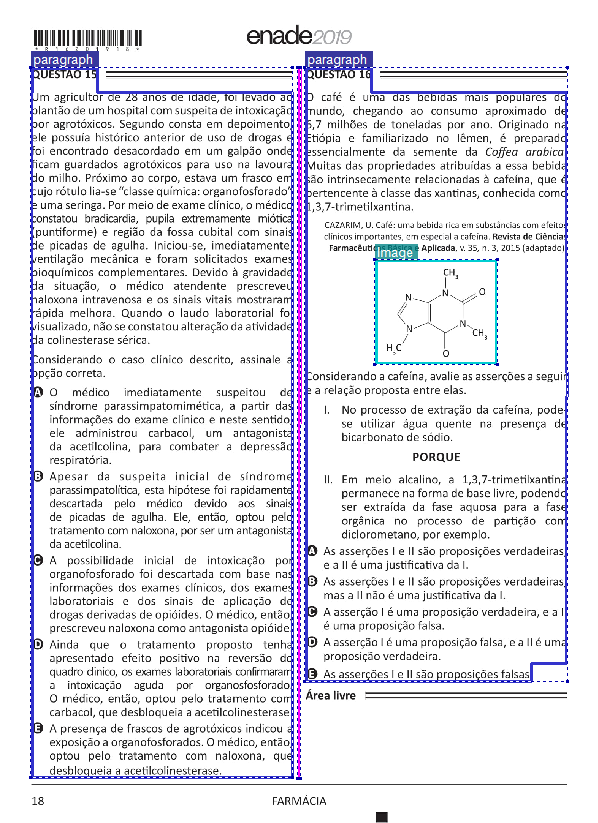 *R1620191 8*
enade2019
paragraph
QUESTÃO 15
Um agricultor de 28 anos de idade, foi levado ao
plantão de um hospital com suspeita de intoxicação
por agrotóxicos. Segundo consta em depoimento,
ele possuía histórico anterior de uso de drogas e
foi encontrado desacordado em um galpão onde
ficam guardados agrotóxicos para uso na lavoura
do milho. Próximo ao corpo, estava um frasco em
cujo rótulo lia-se “classe química: organofosforado”
e uma seringa. Por meio de exame clínico, o médico
constatou bradicardia, pupila extremamente miótica
(puntiforme) e região da fossa cubital com sinais
de picadas de agulha. Iniciou-se, imediatamente,
ventilação mecânica e foram solicitados exames
bioquímicos complementares. Devido à gravidade
da situação, o médico atendente prescreveu
naloxona intravenosa e os sinais vitais mostraram
rápida melhora. Quando o laudo laboratorial foi
visualizado, não se constatou alteração da atividade
da colinesterase sérica.
Considerando o caso clínico descrito, assinale a
opção correta.
A O médico imediatamente suspeitou de
síndrome parassimpatomimética, a partir das
informações do exame clínico e neste sentido,
ele administrou carbacol, um antagonista
da acetilcolina, para combater a depressão
respiratória.
B Apesar da suspeita inicial de síndrome
parassimpatolítica, esta hipótese foi rapidamente
descartada pelo médico devido aos sinais
de picadas de agulha. Ele, então, optou pelo
tratamento com naloxona, por ser um antagonista
da acetilcolina.
C A possibilidade inicial de intoxicação por
organofosforado foi descartada com base nas
informações dos exames clínicos, dos exames
laboratoriais e dos sinais de aplicação de
drogas derivadas de opióides. O médico, então,
prescreveu naloxona como antagonista opióide.
D Ainda que o tratamento proposto tenha
apresentado efeito positivo na reversão do
quadro clínico, os exames laboratoriais confirmaram
a intoxicação aguda por organosfosforado.
O médico, então, optou pelo tratamento com
carbacol, que desbloqueia a acetilcolinesterase.
E A presença de frascos de agrotóxicos indicou a
exposição a organofosforados. O médico, então,
optou pelo tratamento com naloxona, que
desbloqueia a acetilcolinesterase.
paragraph
QUESTÃO 16
O café é uma das bebidas mais populares do
mundo, chegando ao consumo aproximado de
6,7 milhões de toneladas por ano. Originado na
Etiópia e familiarizado no Iêmen, é preparado
essencialmente da semente da Coffea arabica.
Muitas das propriedades atribuídas a essa bebida
são intrinsecamente relacionadas à cafeína, que é
pertencente à classe das xantinas, conhecida como
1,3,7-trimetilxantina.
CAZARIM, U. Café: uma bebida rica em substâncias com efeitos
clínicos importantes, em especial a cafeína. Revista de Ciências
Farmacêuticas Básica e Aplicada. v. 35, n. 3, 2015 (adaptado).
Image
CH3
N
N
O
N
N
CH3
H3C
O
Considerando a cafeína, avalie as asserções a seguir
e a relação proposta entre elas.
I. No processo de extração da cafeína, pode-
se utilizar água quente na presença de
bicarbonato de sódio.
PORQUE
II. Em meio alcalino, a 1,3,7-trimetilxantina
permanece na forma de base livre, podendo
ser extraída da fase aquosa para a fase
orgânica no processo de partição com
diclorometano, por exemplo.
A As asserções I e II são proposições verdadeiras,
e a II é uma justificativa da I.
B As asserções I e II são proposições verdadeiras,
mas a II não é uma justificativa da I.
C A asserção I é uma proposição verdadeira, e a II
é uma proposição falsa.
D A asserção I é uma proposição falsa, e a II é uma
proposição verdadeira.
E As asserções I e II são proposições falsas.
Área livre
18
FARMÁCIA